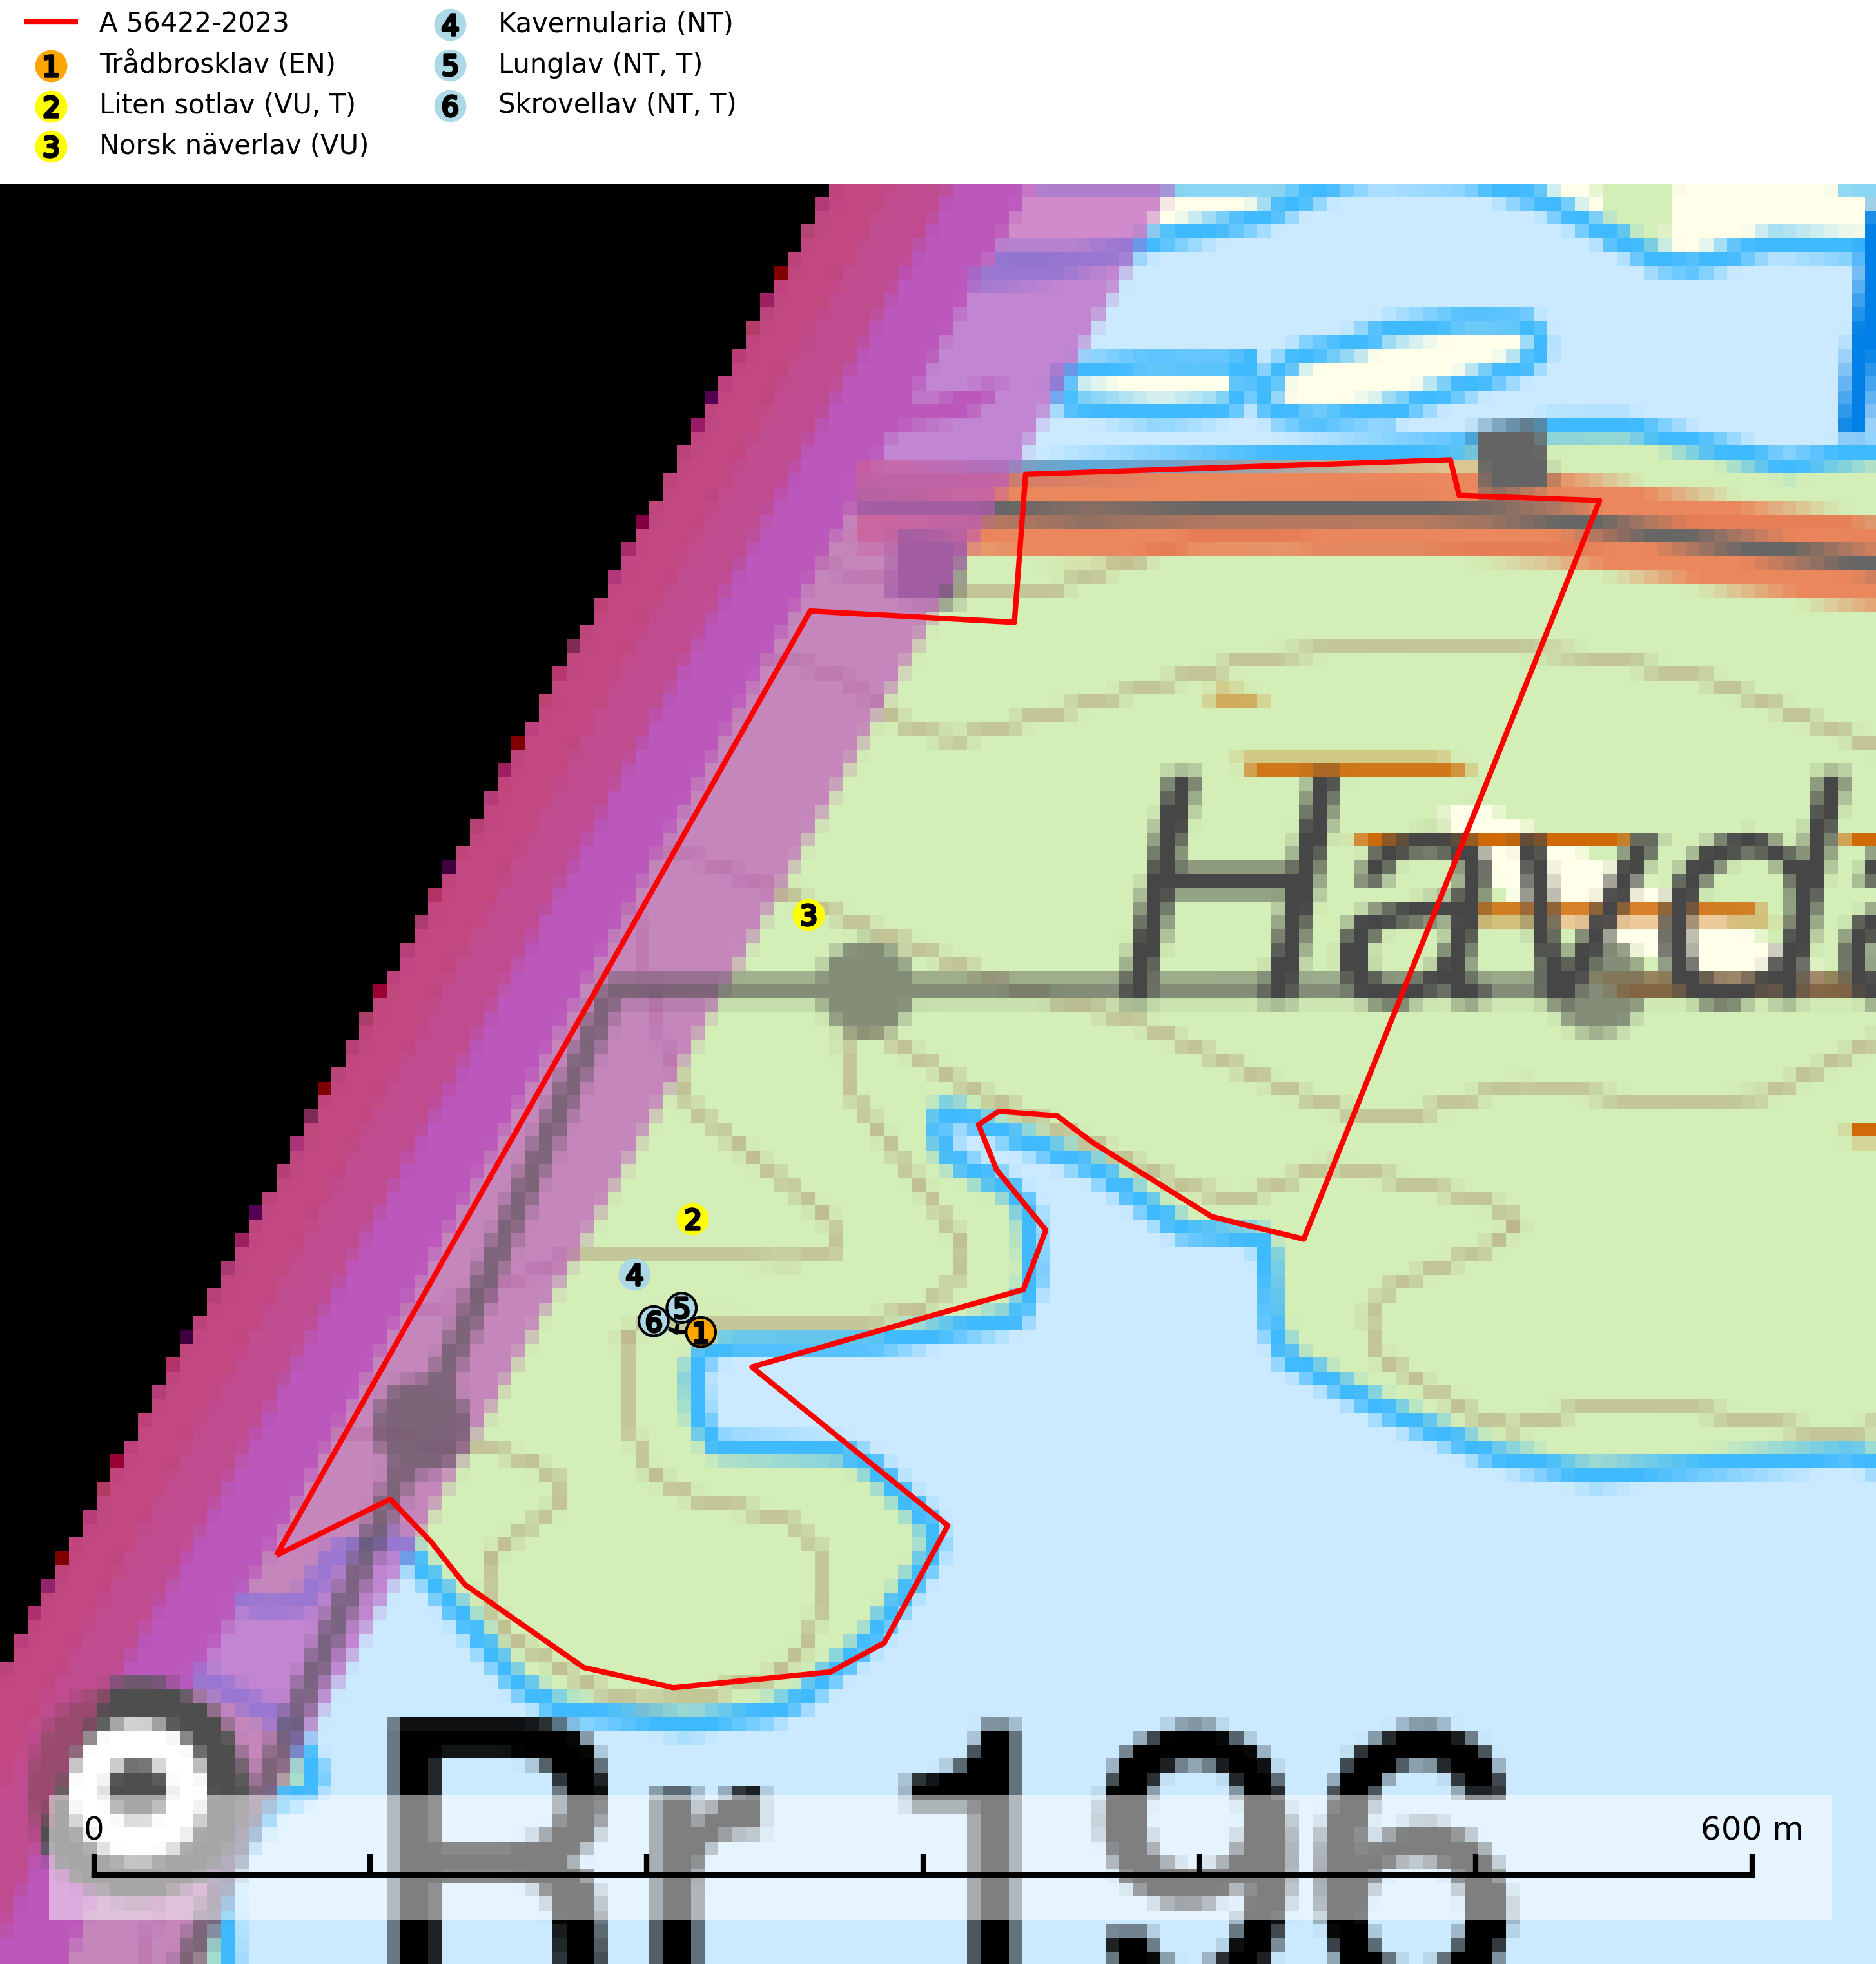 A 56422-2023
1 Trådbrosklav (EN)
2 Liten sotlav (VU, T)
3 Norsk näverlav (VU)
4 Kavernularia (NT)
5 Lunglav (NT, T)
6 Skrovellav (NT, T)
Havd
3
2
4
5
6 1
Rr 196
0 600 m